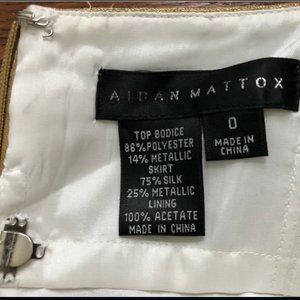 AIDAN MATTOX
0
MADE IN
CHINA
TOP BODICE
86%POLYESTER
14% METALLIC
SKIRT
75%SILK
25% METALLIC
LINING
100% ACETATE
MADE IN CHINA